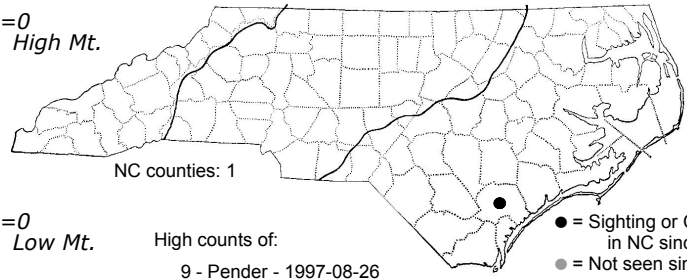 =0
High Mt.
NC counties: 1
=0
Low Mt.
High counts of:
9 - Pender - 1997-08-26
= Sighting or
in NC sinc
= Not seen sin